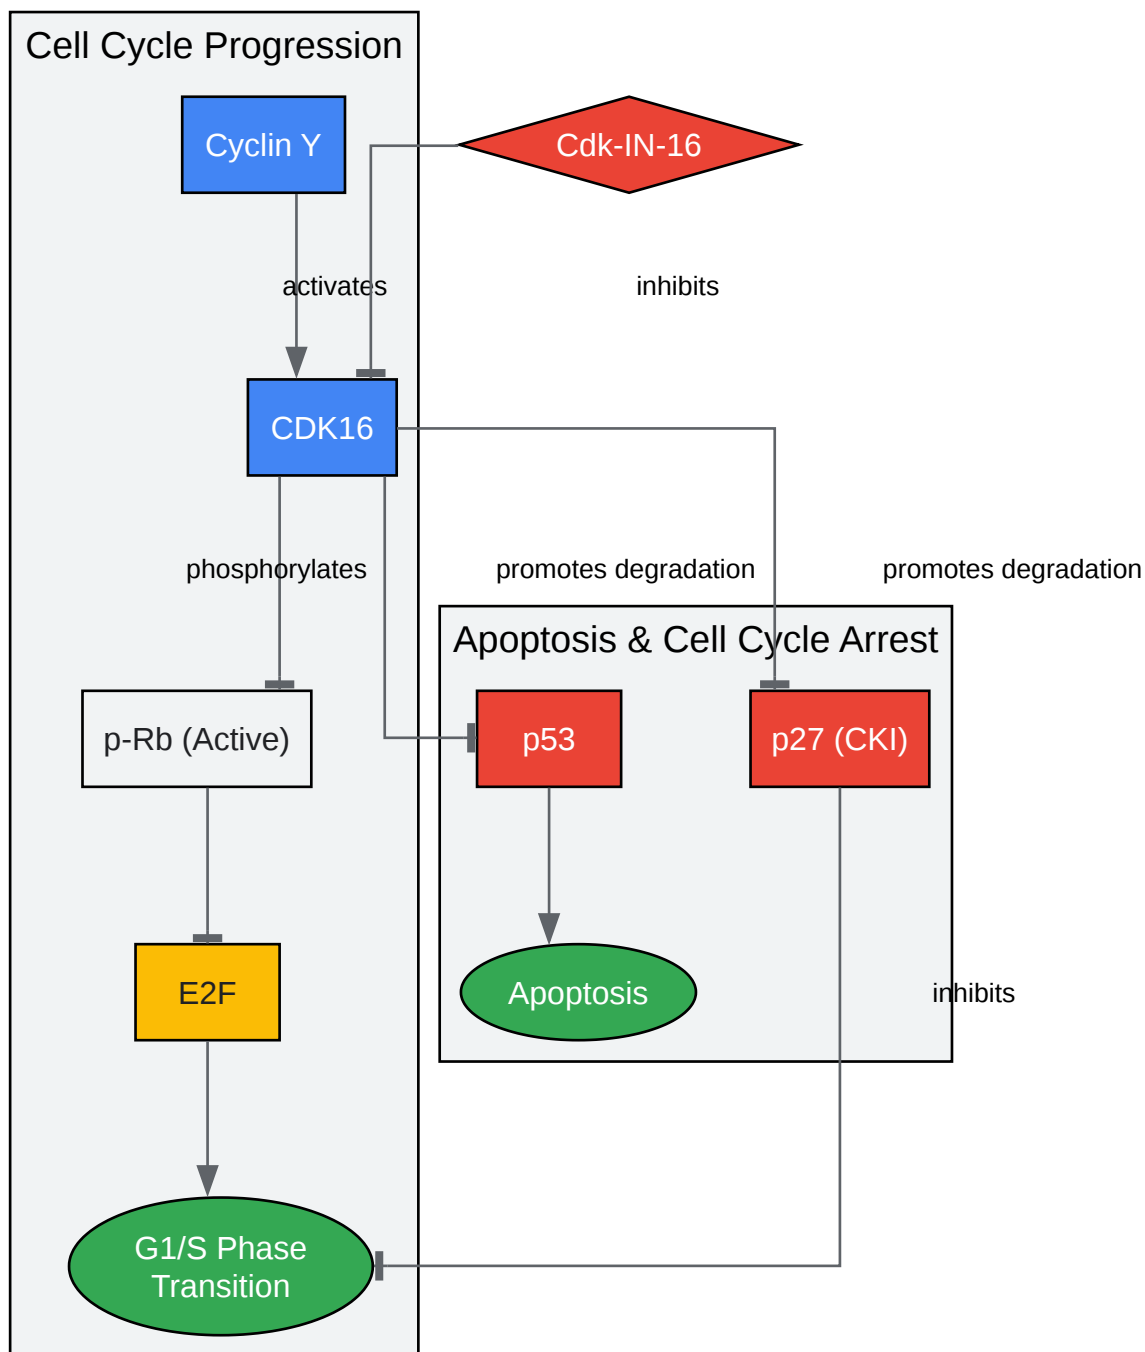 Cell Cycle Progression
Cyclin Y
Cdk-IN-16
activates
inhibits
CDK16
phosphorylates
promotes degradation
promotes degradation
Apoptosis & Cell Cycle Arrest
p-Rb (Active)
p53
p27 (CKI)
E2F
Apoptosis
inhibits
G1/S Phase
Transition